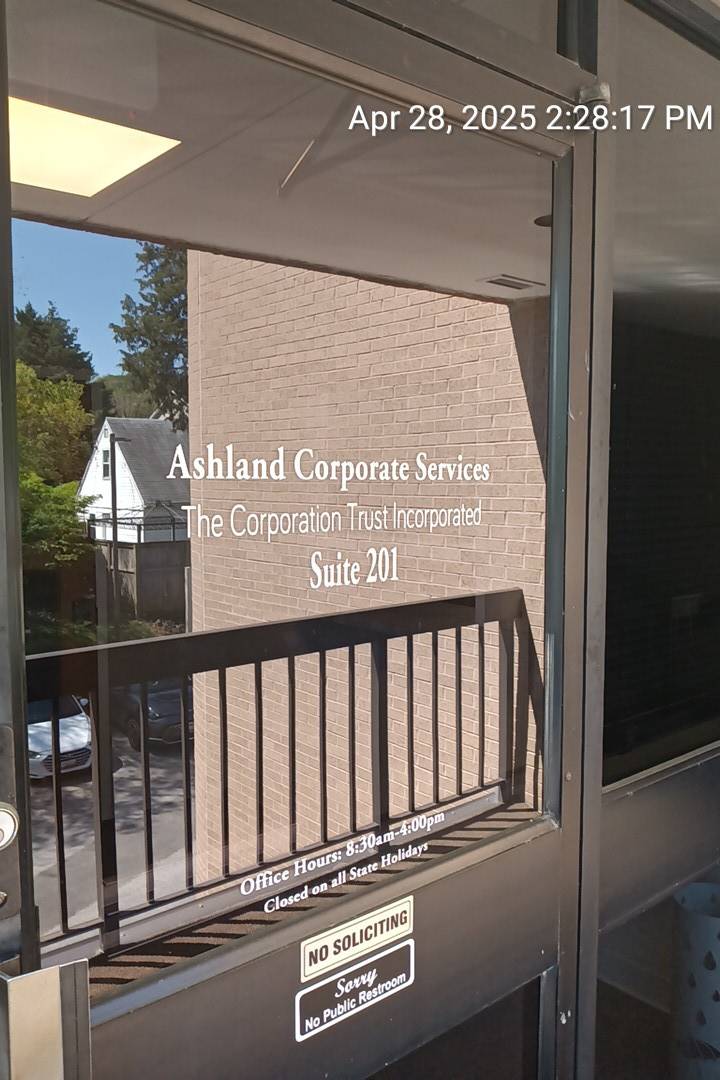 Apr 28, 2025 2:28:17 PM
Ashland Corporate Services
The Corporation Trust Incorporated
Suite 201
Office Hours: 8:30am-4:00pm
Closed on all State Holidays
NO SOLICITING
Sorry
No Public Restroom